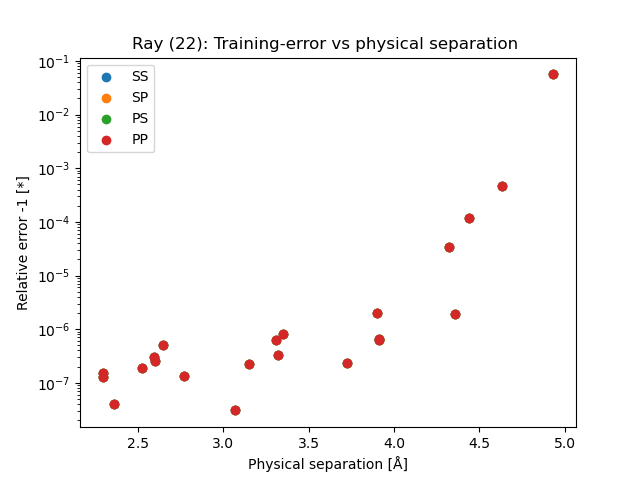 Ray (22): Training-error vs physical separation
10⁻¹
10⁻²
10⁻³
10⁻⁴
10⁻⁵
10⁻⁶
10⁻⁷
Relative error -1 [*]
SS
SP
PS
PP
2.5 3.0 3.5 4.0 4.5 5.0
Physical separation [Å]